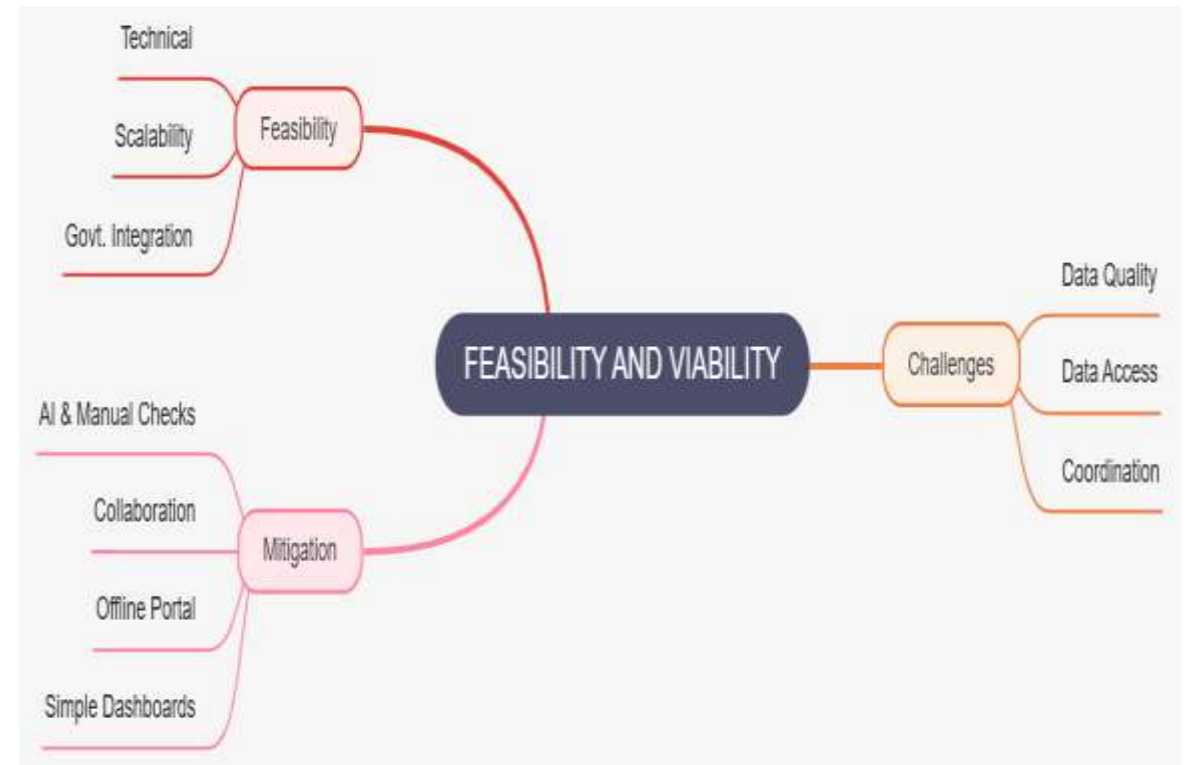 Technical
Scalability
Govt. Integration
Feasibility
FEASIBILITY AND VIABILITY
Challenges
Data Quality
Data Access
Coordination
AI & Manual Checks
Collaboration
Offline Portal
Simple Dashboards
Mitigation